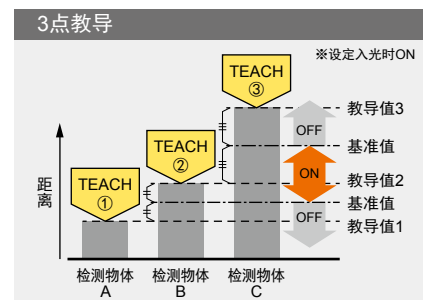 3点教导
※设定入光时ON
TEACH
③
教导值3
OFF
TEACH
②
基准值
ON
TEACH
①
教导值2
基准值
OFF
教导值1
距离
检测物体
A
检测物体
B
检测物体
C